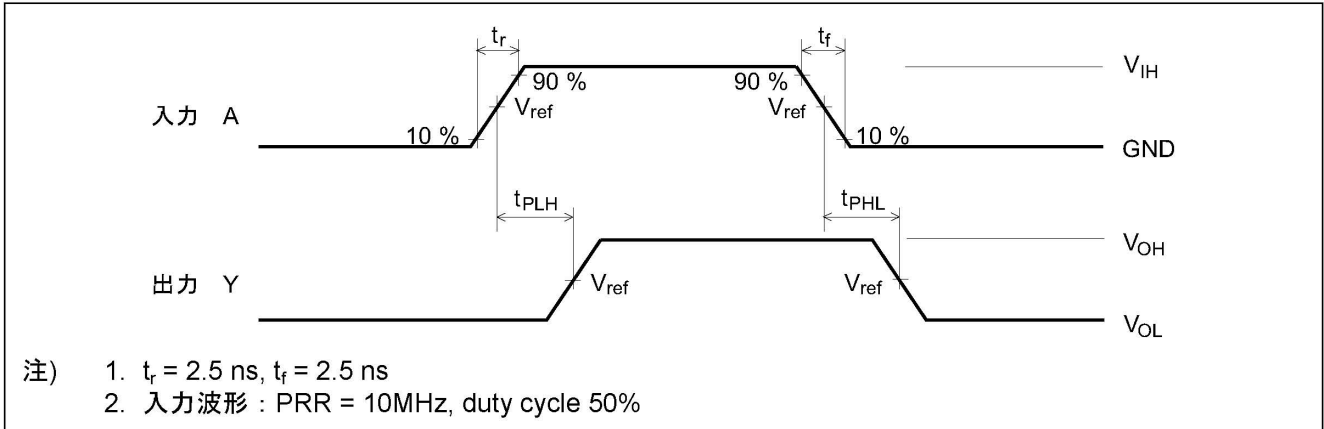 tr tf
VIH
90 % 90 %
入力 A Vref Vref
10 % 10 %
GND
tPLH tPHL
VOH
出力 Y Vref Vref
VOL
注) 1. tr = 2.5 ns, tf = 2.5 ns
2. 入力波形 : PRR = 10MHz, duty cycle 50%